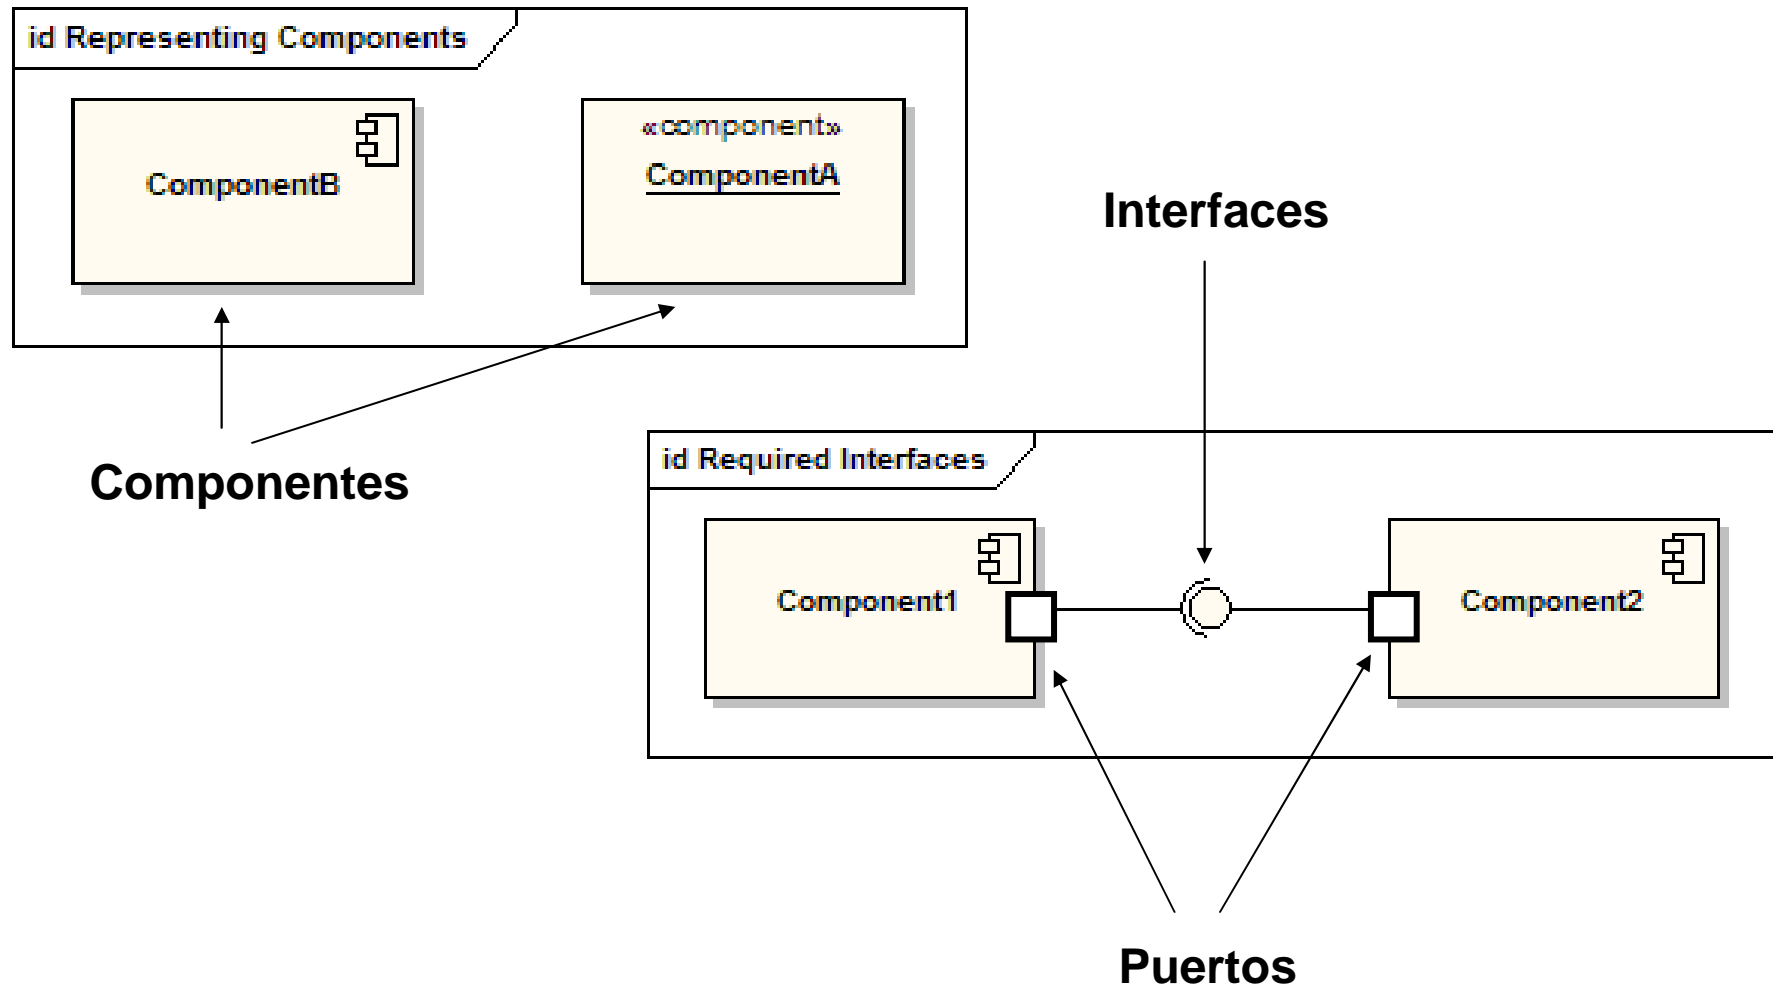 id Representing Components
ComponentB
«component»
ComponentA
Interfaces
Componentes
id Required Interfaces
Component1
Component2
Puertos